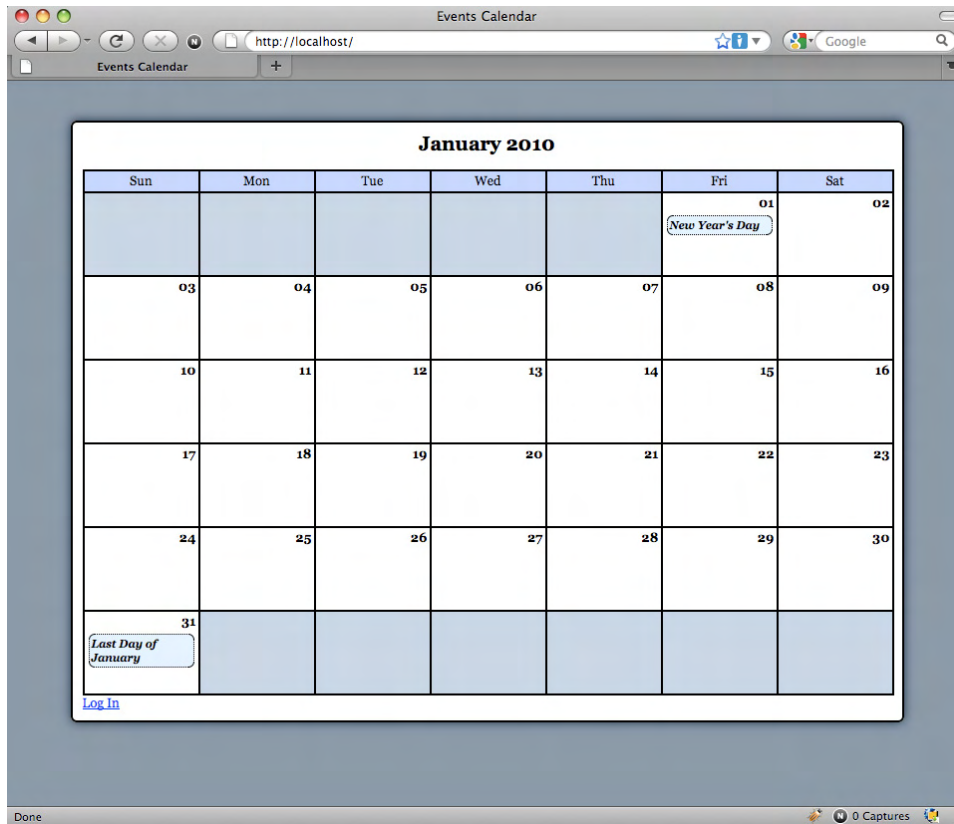 Events Calendar
http://localhost/
Google
Events Calendar
+
January 2010
Sun Mon Tue Wed Thu Fri Sat
01 02
New Year's Day
03 04 05 06 07 08 09
10 11 12 13 14 15 16
17 18 19 20 21 22 23
24 25 26 27 28 29 30
31
Last Day of
January
Log In
Done
N 0 Captures